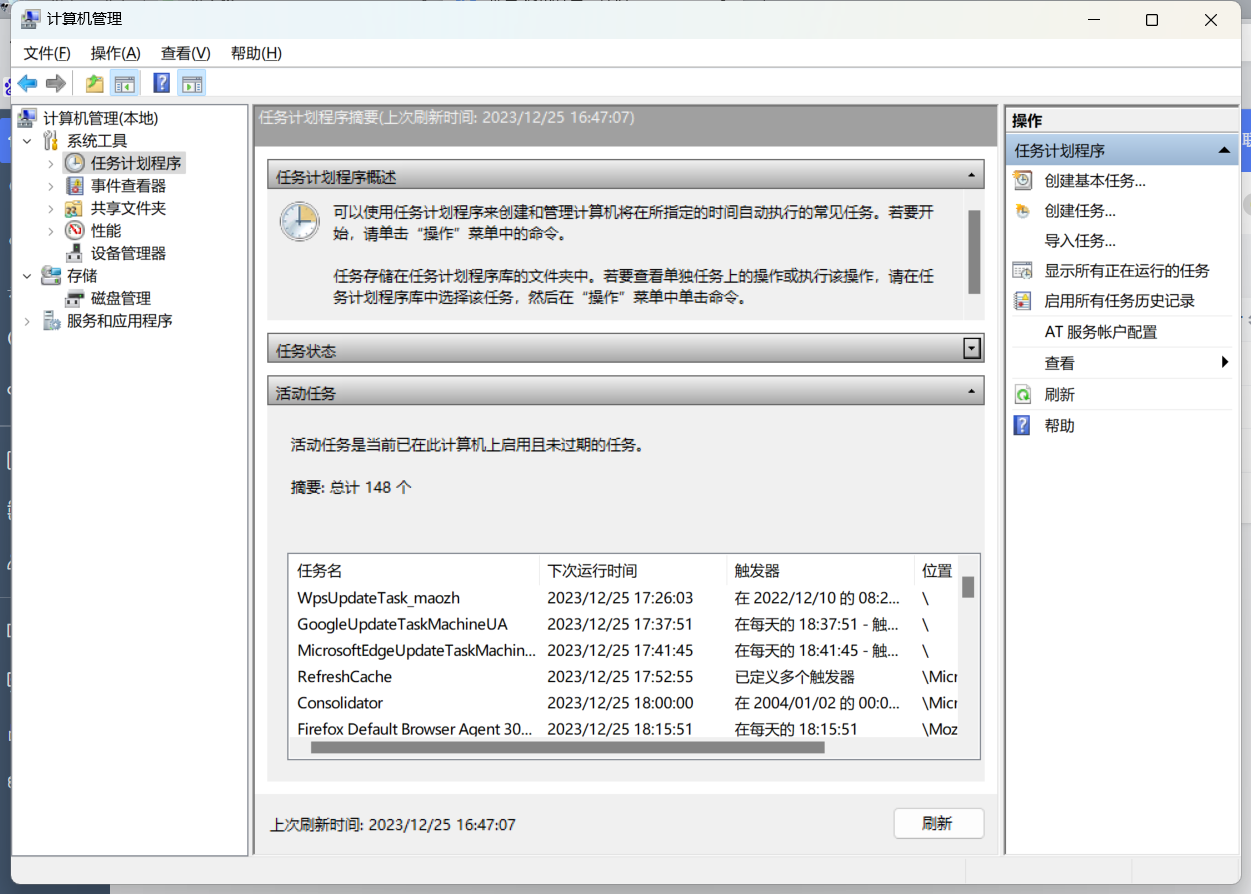 计算机管理
文件(F) 操作(A) 查看(V) 帮助(H)
计算机管理(本地)
系统工具
任务计划程序
事件查看器
共享文件夹
性能
设备管理器
存储
磁盘管理
服务和应用程序
任务计划程序摘要(上次刷新时间: 2023/12/25 16:47:07)
任务计划程序概述
可以使用任务计划程序来创建和管理计算机将在所指定的时间自动执行的常见任务。若要开
始，请单击“操作”菜单中的命令。
任务存储在任务计划程序库的文件夹中。若要查看单独任务上的操作或执行该操作，请在任
务计划程序库中选择该任务，然后在“操作”菜单中单击命令。
任务状态
活动任务
活动任务是当前已在此计算机上启用且未过期的任务。
摘要: 总计 148 个
任务名 下次运行时间 触发器 位置
WpsUpdateTask_maozh 2023/12/25 17:26:03 在 2022/12/10 的 08:2... \
GoogleUpdateTaskMachineUA 2023/12/25 17:37:51 在每天的 18:37:51 - 触... \
MicrosoftEdgeUpdateTaskMachin... 2023/12/25 17:41:45 在每天的 18:41:45 - 触... \
RefreshCache 2023/12/25 17:52:55 已定义多个触发器 \Micr
Consolidator 2023/12/25 18:00:00 在 2004/01/02 的 00:0... \Micr
Firefox Default Browser Agent 30... 2023/12/25 18:15:51 在每天的 18:15:51 \Moz
上次刷新时间: 2023/12/25 16:47:07
刷新
操作
任务计划程序
创建基本任务...
创建任务...
导入任务...
显示所有正在运行的任务
启用所有任务历史记录
AT 服务帐户配置
查看
刷新
帮助